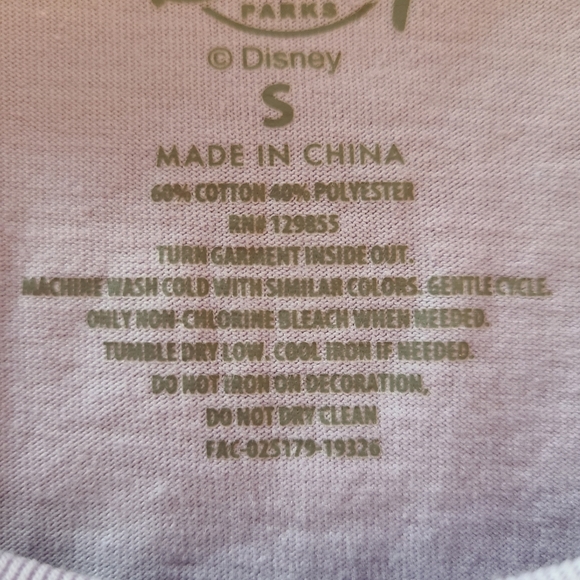 PARKS
© Disney
S
MADE IN CHINA
60% COTTON 40% POLYESTER
RN# 129855
TURN GARMENT INSIDE OUT.
MACHINE WASH COLD WITH SIMILAR COLORS, GENTLE CYCLE.
ONLY NON-CHLORINE BLEACH WHEN NEEDED.
TUMBLE DRY LOW. COOL IRON IF NEEDED.
DO NOT IRON ON DECORATION,
DO NOT DRY CLEAN
FAC-025179-19326